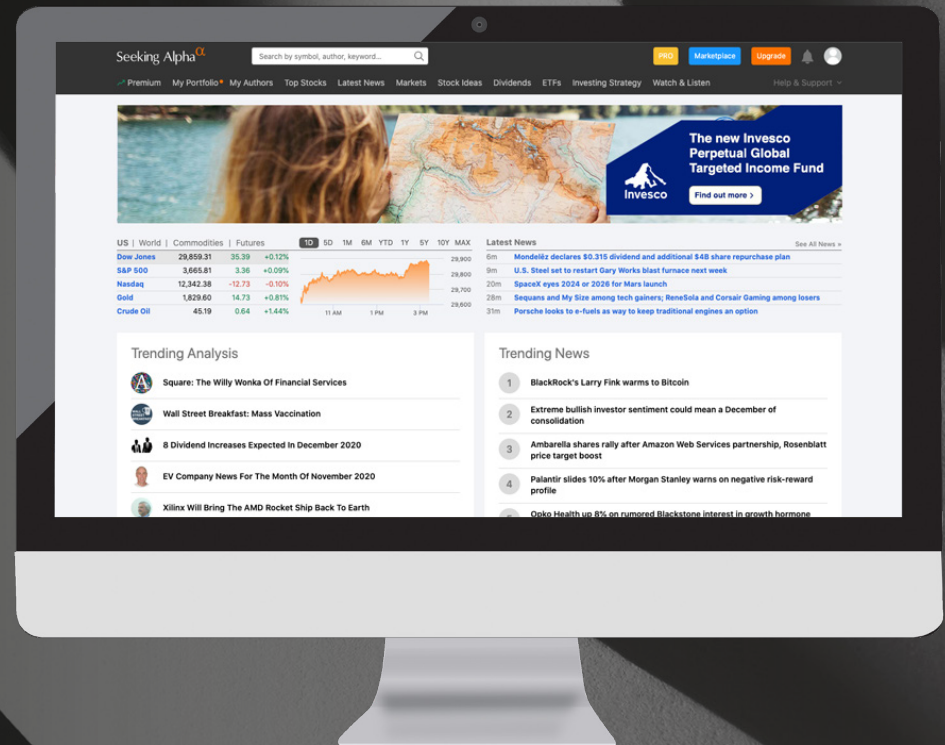 Seeking Alpha α
Search by symbol, author, keyword...
PRO
Marketplace
Upgrade
Premium My Portfolio My Authors Top Stocks Latest News Markets Stock Ideas Dividends ETFs Investing Strategy Watch & Listen Help & Support
The new Invesco
Perpetual Global
Targeted Income Fund
Invesco
Find out more >
US | World | Commodities | Futures
Dow Jones 29,859.31 35.39 +0.12%
S&P 500 3,665.81 3.36 +0.09%
Nasdaq 12,342.38 -12.73 -0.10%
Gold 1,829.60 14.73 +0.81%
Crude Oil 45.19 0.64 +1.44%
1D 5D 1M 6M YTD 1Y 5Y 10Y MAX
29,900
29,800
29,700
29,600
11 AM 1 PM 3 PM
Latest News See All News »
6m Mondelëz declares $0.315 dividend and additional $4B share repurchase plan
9m U.S. Steel set to restart Gary Works blast furnace next week
20m SpaceX eyes 2024 or 2026 for Mars launch
28m Sequans and My Size among tech gainers; ReneSola and Corsair Gaming among losers
31m Porsche looks to e-fuels as way to keep traditional engines an option
Trending Analysis
Square: The Willy Wonka Of Financial Services
Wall Street Breakfast: Mass Vaccination
8 Dividend Increases Expected In December 2020
EV Company News For The Month Of November 2020
Xilinx Will Bring The AMD Rocket Ship Back To Earth
Trending News
1 BlackRock's Larry Fink warms to Bitcoin
2 Extreme bullish investor sentiment could mean a December of
consolidation
3 Ambarella shares rally after Amazon Web Services partnership, Rosenblatt
price target boost
4 Palantir slides 10% after Morgan Stanley warns on negative risk-reward
profile
5 Opko Health up 8% on rumored Blackstone interest in growth hormone